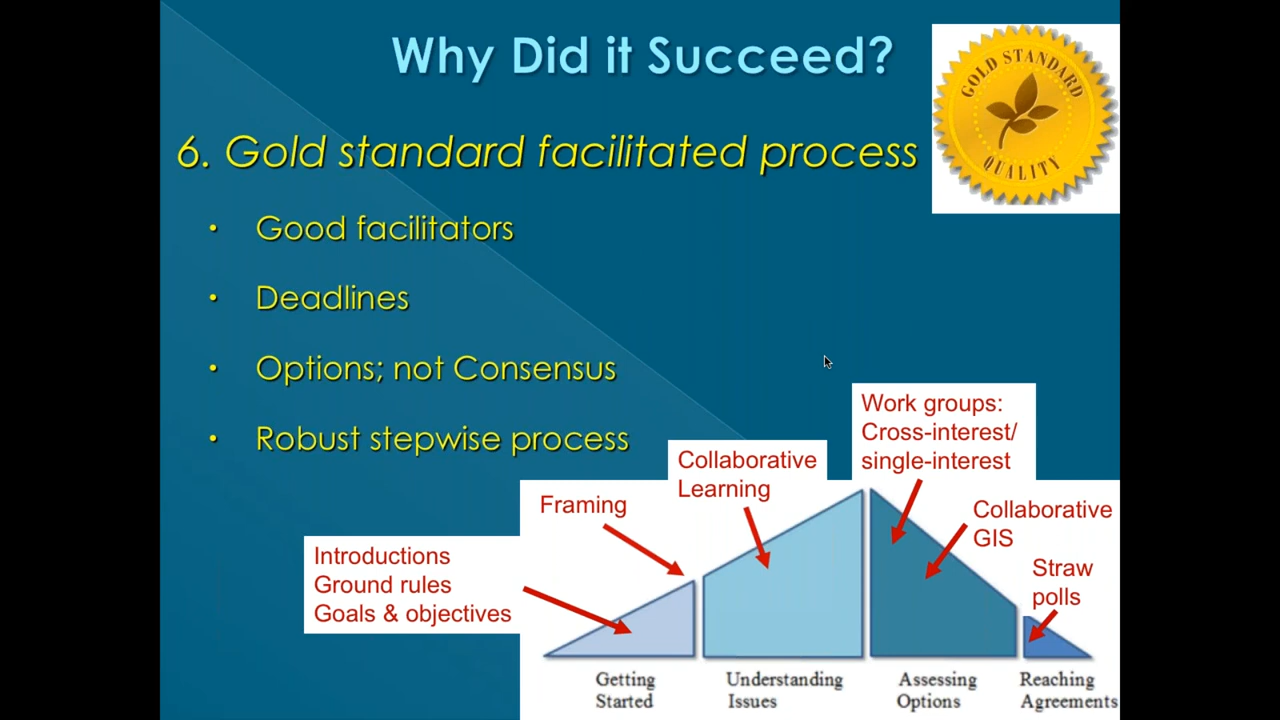 Why Did it Succeed?
GOLD STANDARD
QUALITY
6. Gold standard facilitated process
• Good facilitators
• Deadlines
• Options; not Consensus
• Robust stepwise process
Introductions
Ground rules
Goals & objectives
Framing
Collaborative
Learning
Work groups:
Cross-interest/
single-interest
Collaborative
GIS
Straw
polls
Getting
Started
Understanding
Issues
Assessing
Options
Reaching
Agreements